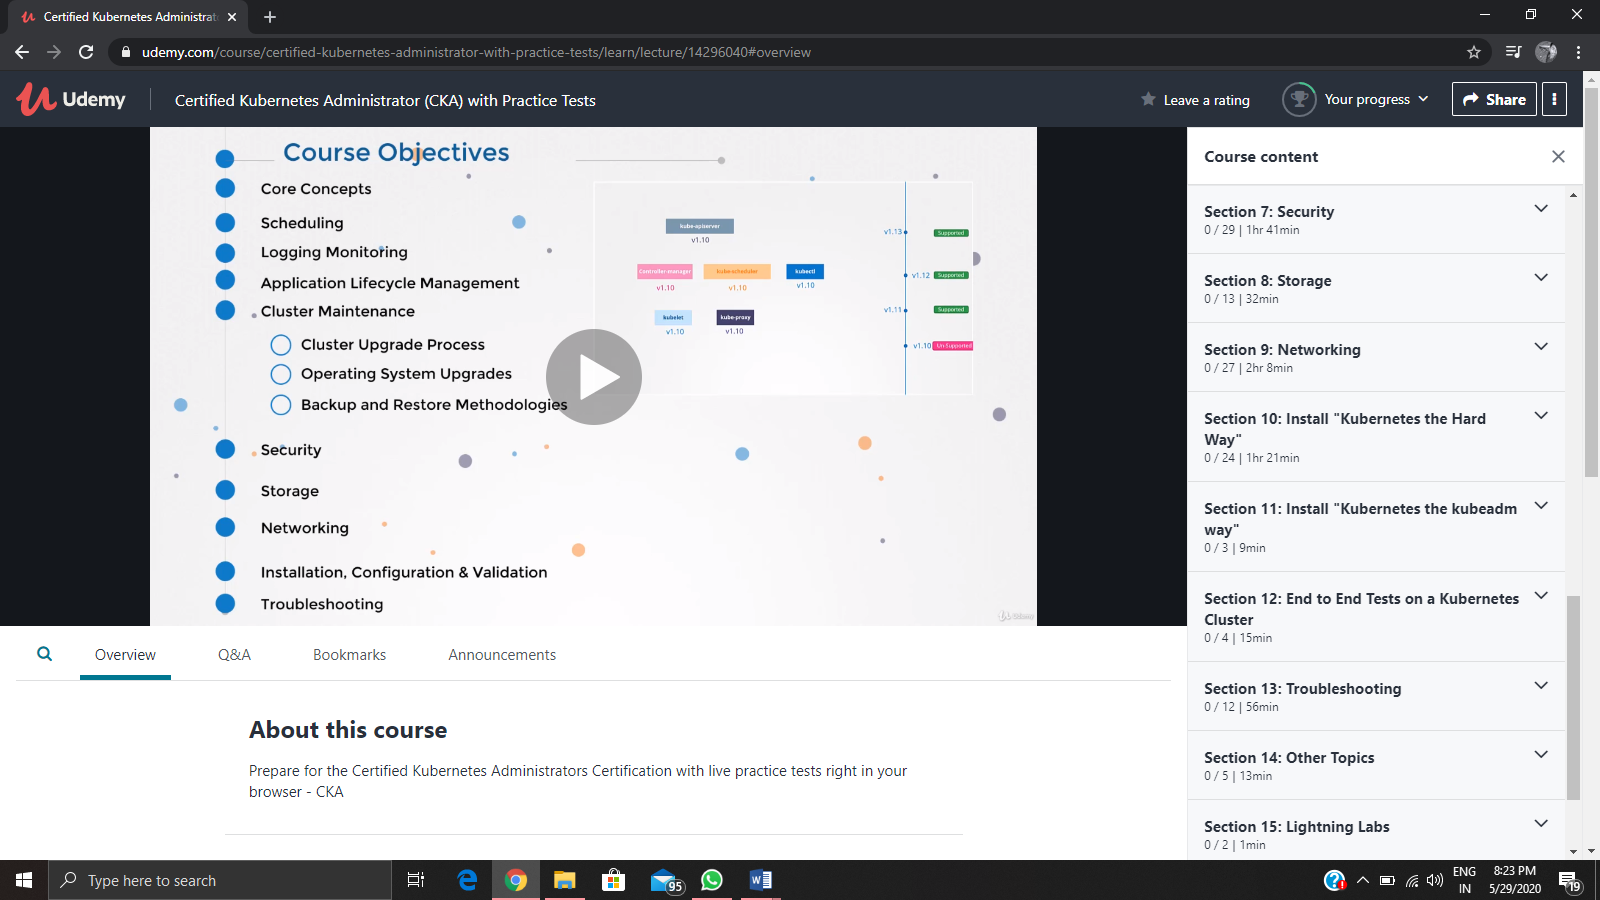 Certified Kubernetes Administrat
udemy.com/course/certified-kubernetes-administrator-with-practice-tests/learn/lecture/14296040#overview
Udemy
Certified Kubernetes Administrator (CKA) with Practice Tests
Leave a rating
Your progress
Share
Course Objectives
Core Concepts
Scheduling
Logging Monitoring
Application Lifecycle Management
Cluster Maintenance
Cluster Upgrade Process
Operating System Upgrades
Backup and Restore Methodologies
Security
Storage
Networking
Installation, Configuration & Validation
Troubleshooting
kube-apiserver
v1.10
Controller-manager
kube-scheduler
kubectl
v1.10
v1.10
v1.10
kubelet
kube-proxy
v1.10
v1.10
v1.13
Supported
v1.12
Supported
v1.11
Supported
v1.10
Un Supported
Udemy
Course content
Section 7: Security
0 / 29 | 1hr 41min
Section 8: Storage
0 / 13 | 32min
Section 9: Networking
0 / 27 | 2hr 8min
Section 10: Install "Kubernetes the Hard
Way"
0 / 24 | 1hr 21min
Section 11: Install "Kubernetes the kubeadm
way"
0 / 3 | 9min
Section 12: End to End Tests on a Kubernetes
Cluster
0 / 4 | 15min
Section 13: Troubleshooting
0 / 12 | 56min
Section 14: Other Topics
0 / 5 | 13min
Section 15: Lightning Labs
0 / 2 | 1min
Overview
Q&A
Bookmarks
Announcements
About this course
Prepare for the Certified Kubernetes Administrators Certification with live practice tests right in your
browser - CKA
Type here to search
95
ENG
IN
8:23 PM
5/29/2020
19